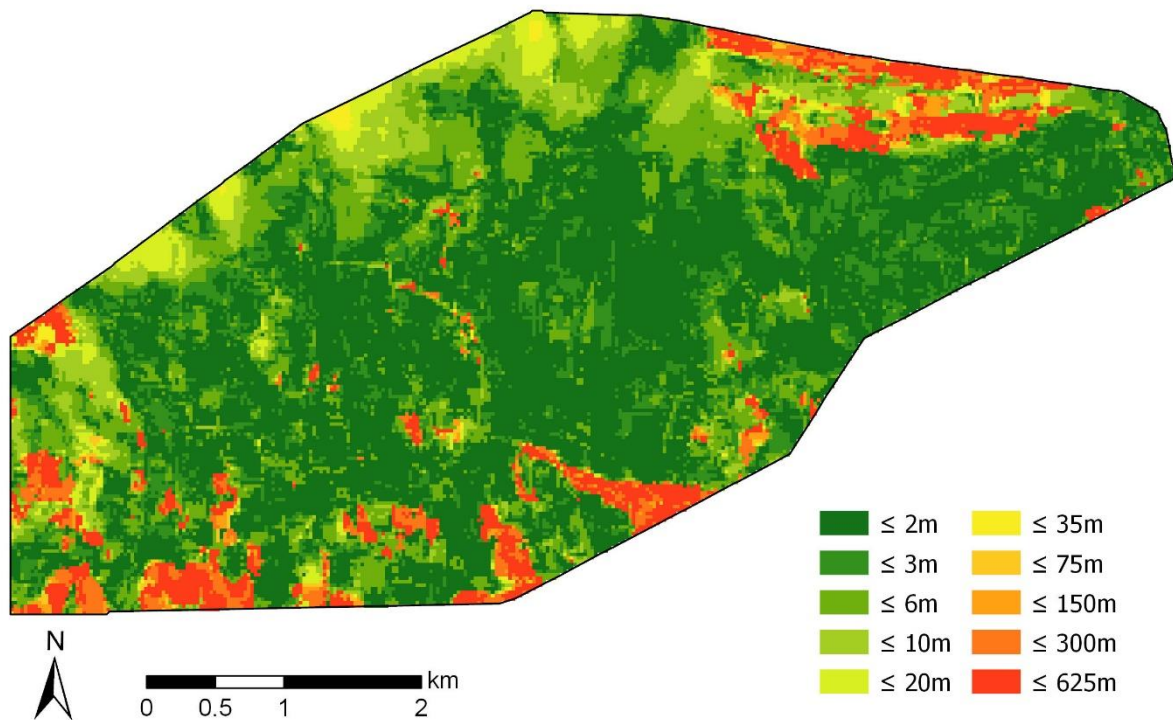 ≤ 2m ≤ 35m
≤ 3m ≤ 75m
≤ 6m ≤ 150m
≤ 10m ≤ 300m
≤ 20m ≤ 625m
N
km
0 0.5 1 2